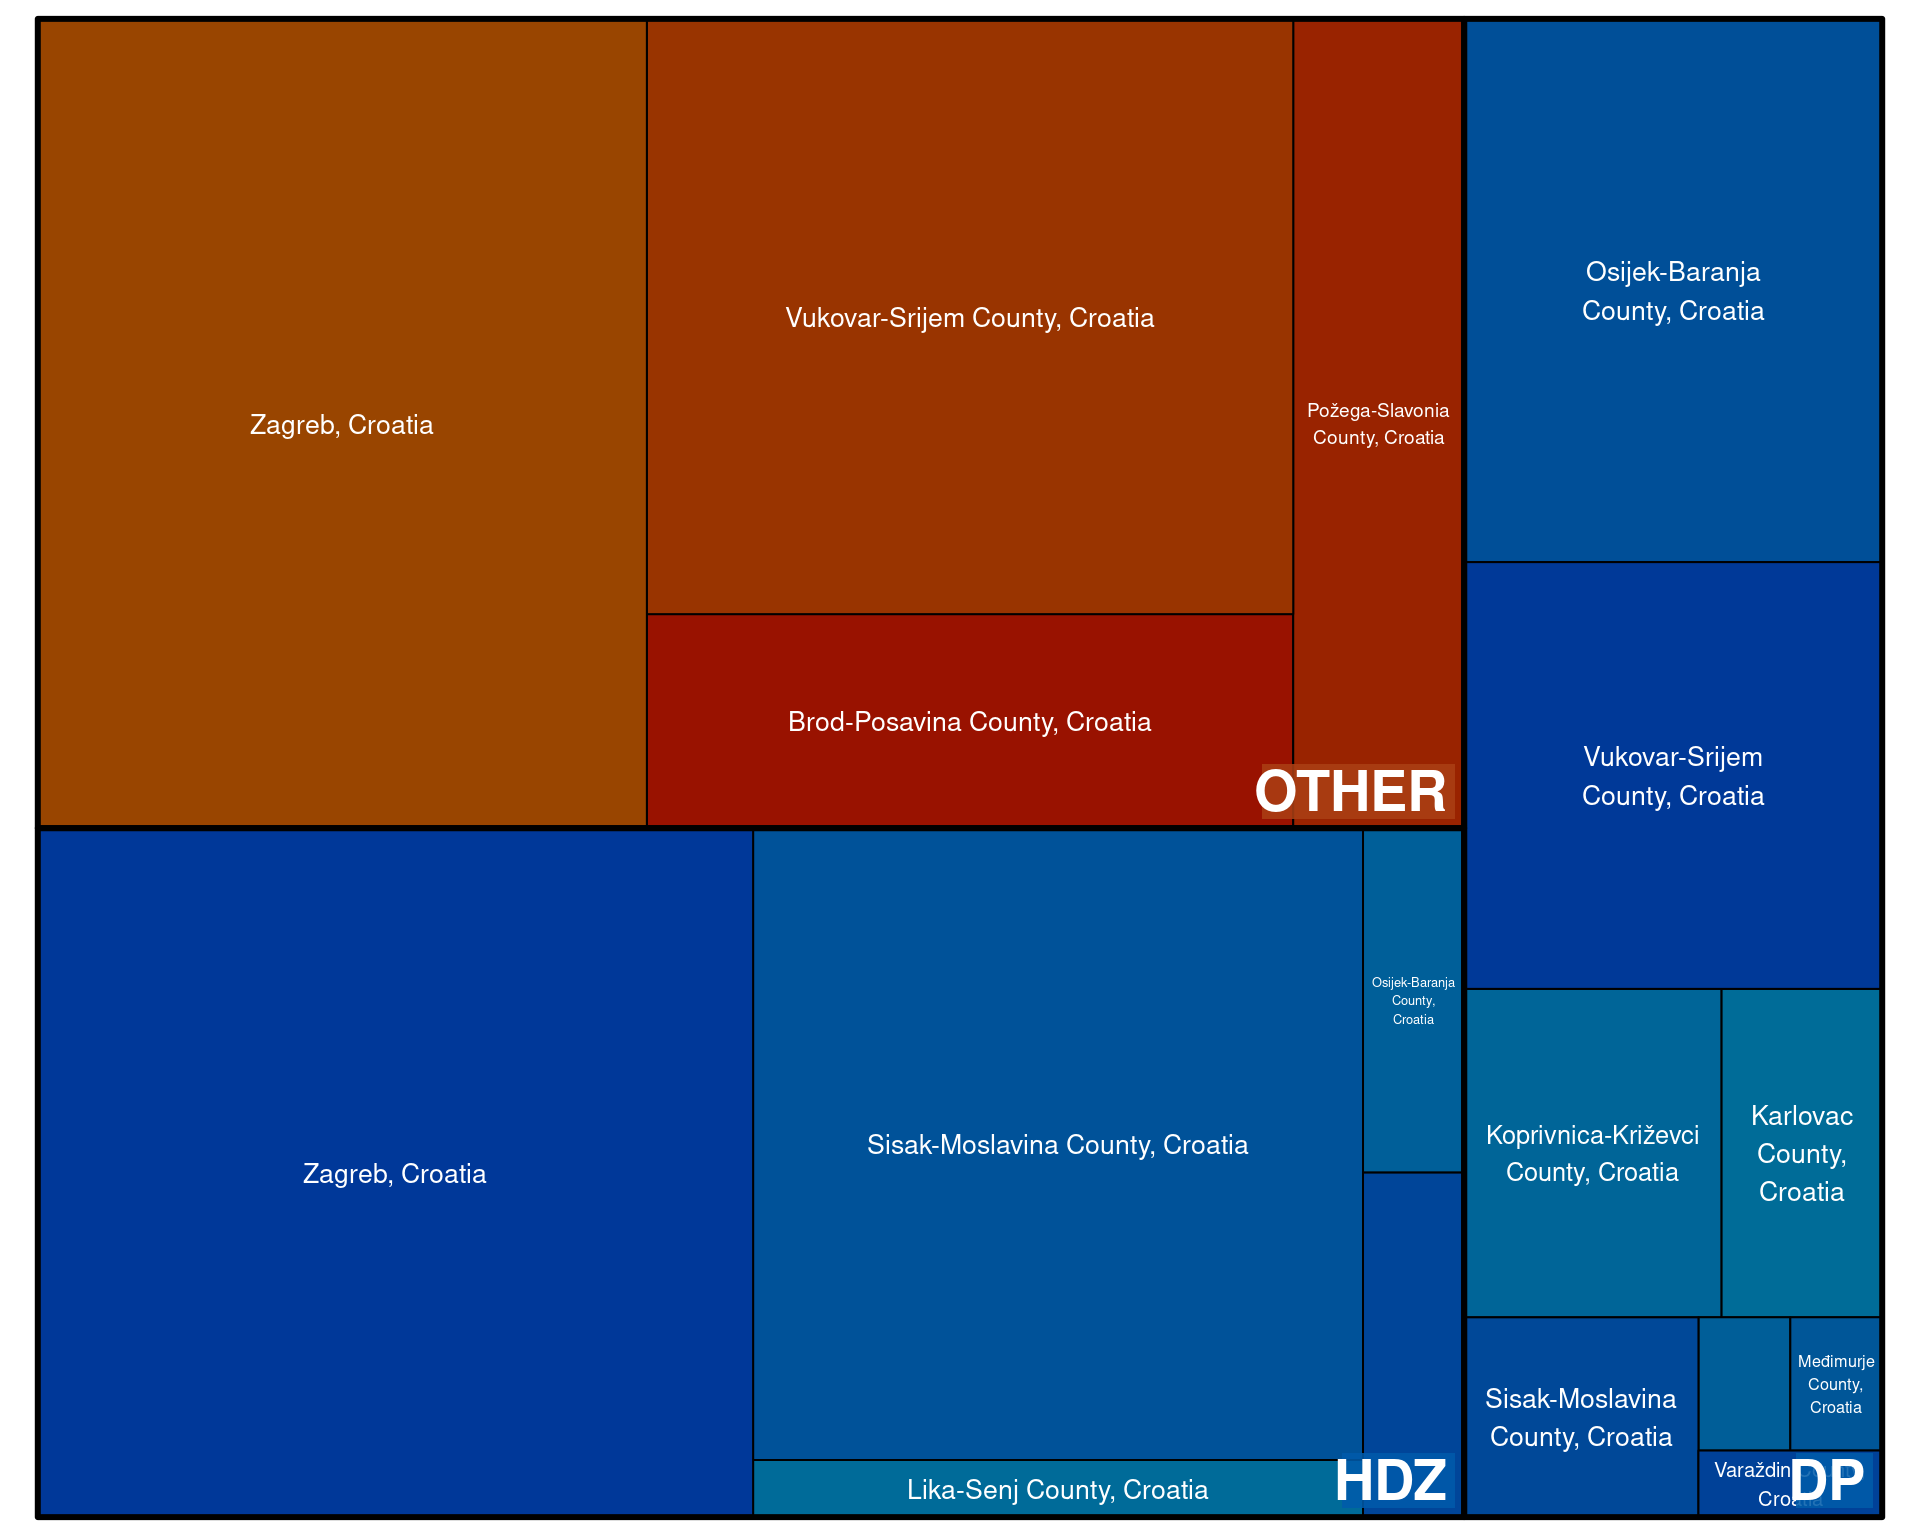 Zagreb, Croatia
Vukovar-Srijem County, Croatia
Brod-Posavina County, Croatia
Požega-Slavonia
County, Croatia
OTHER
Osijek-Baranja
County, Croatia
Vukovar-Srijem
County, Croatia
Zagreb, Croatia
Sisak-Moslavina County, Croatia
Osijek-Baranja
County,
Croatia
Lika-Senj County, Croatia
HDZ
Koprivnica-Križevci
County, Croatia
Karlovac
County,
Croatia
Sisak-Moslavina
County, Croatia
Međimurje
County,
Croatia
Varaždin
Croatia
DP